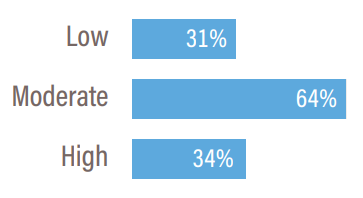 Low 31%
Moderate 64%
High 34%